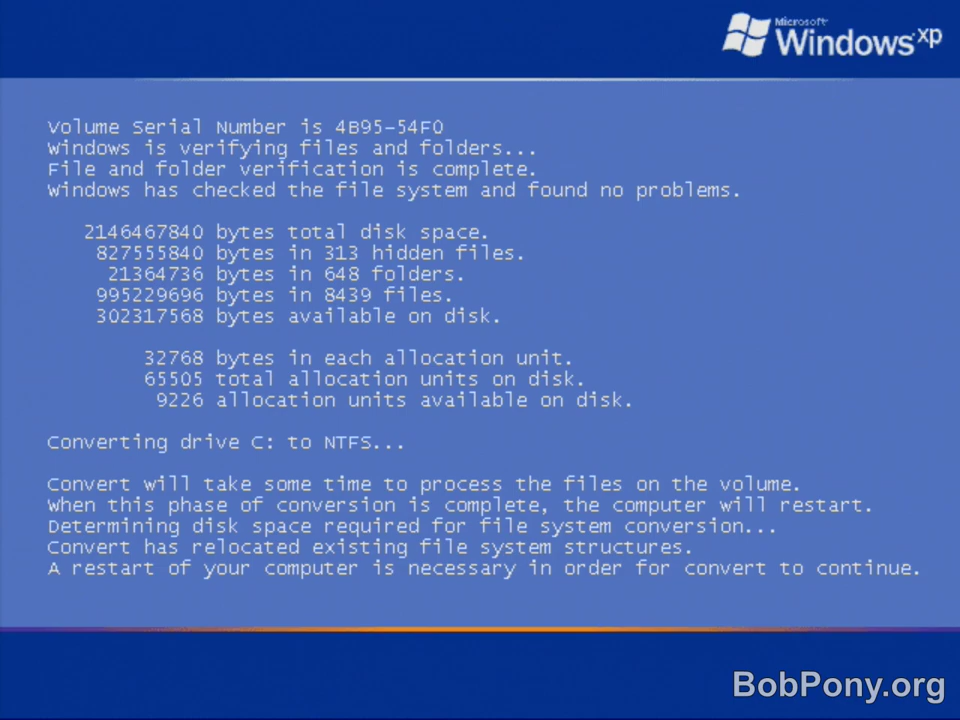 Microsoft
Windows xp
Volume Serial Number is 4B95-54F0
Windows is verifying files and folders...
File and folder verification is complete.
Windows has checked the file system and found no problems.
2146467840 bytes total disk space.
827555840 bytes in 313 hidden files.
21364736 bytes in 648 folders.
995229696 bytes in 8439 files.
302317568 bytes available on disk.
32768 bytes in each allocation unit.
65505 total allocation units on disk.
9226 allocation units available on disk.
Converting drive C: to NTFS...
Convert will take some time to process the files on the volume.
When this phase of conversion is complete, the computer will restart.
Determining disk space required for file system conversion...
Convert has relocated existing file system structures.
A restart of your computer is necessary in order for convert to continue.
BobPony.org